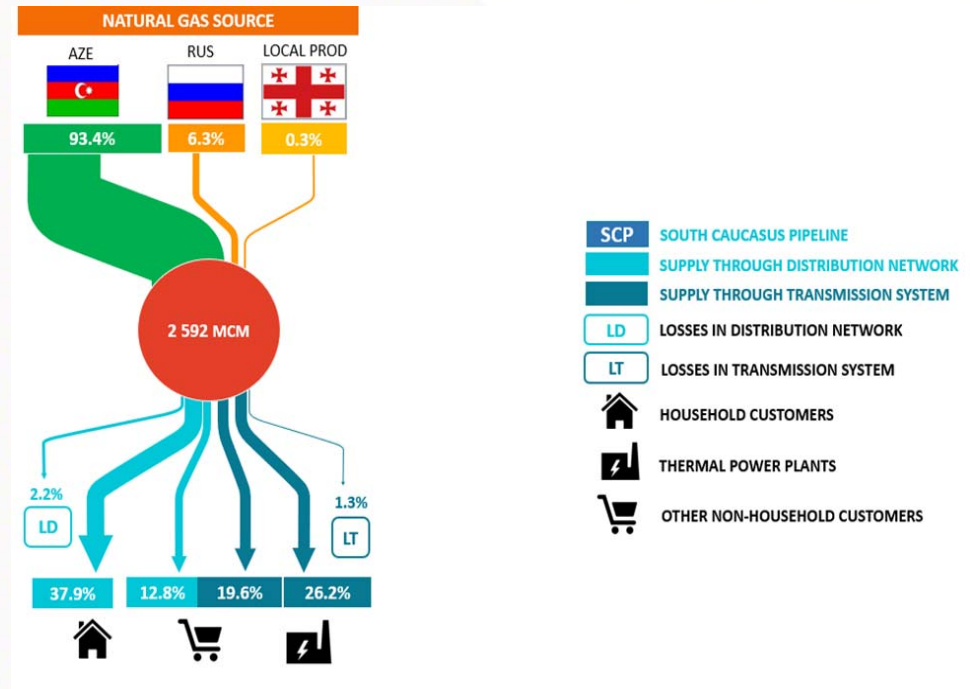 NATURAL GAS SOURCE
AZE
RUS
LOCAL PROD
93.4%
6.3%
0.3%
2 592 MCM
2.2%
LD
1.3%
LT
37.9%
12.8%
19.6%
26.2%
SCP
SOUTH CAUCASUS PIPELINE
SUPPLY THROUGH DISTRIBUTION NETWORK
SUPPLY THROUGH TRANSMISSION SYSTEM
LD
LOSSES IN DISTRIBUTION NETWORK
LT
LOSSES IN TRANSMISSION SYSTEM
HOUSEHOLD CUSTOMERS
THERMAL POWER PLANTS
OTHER NON-HOUSEHOLD CUSTOMERS